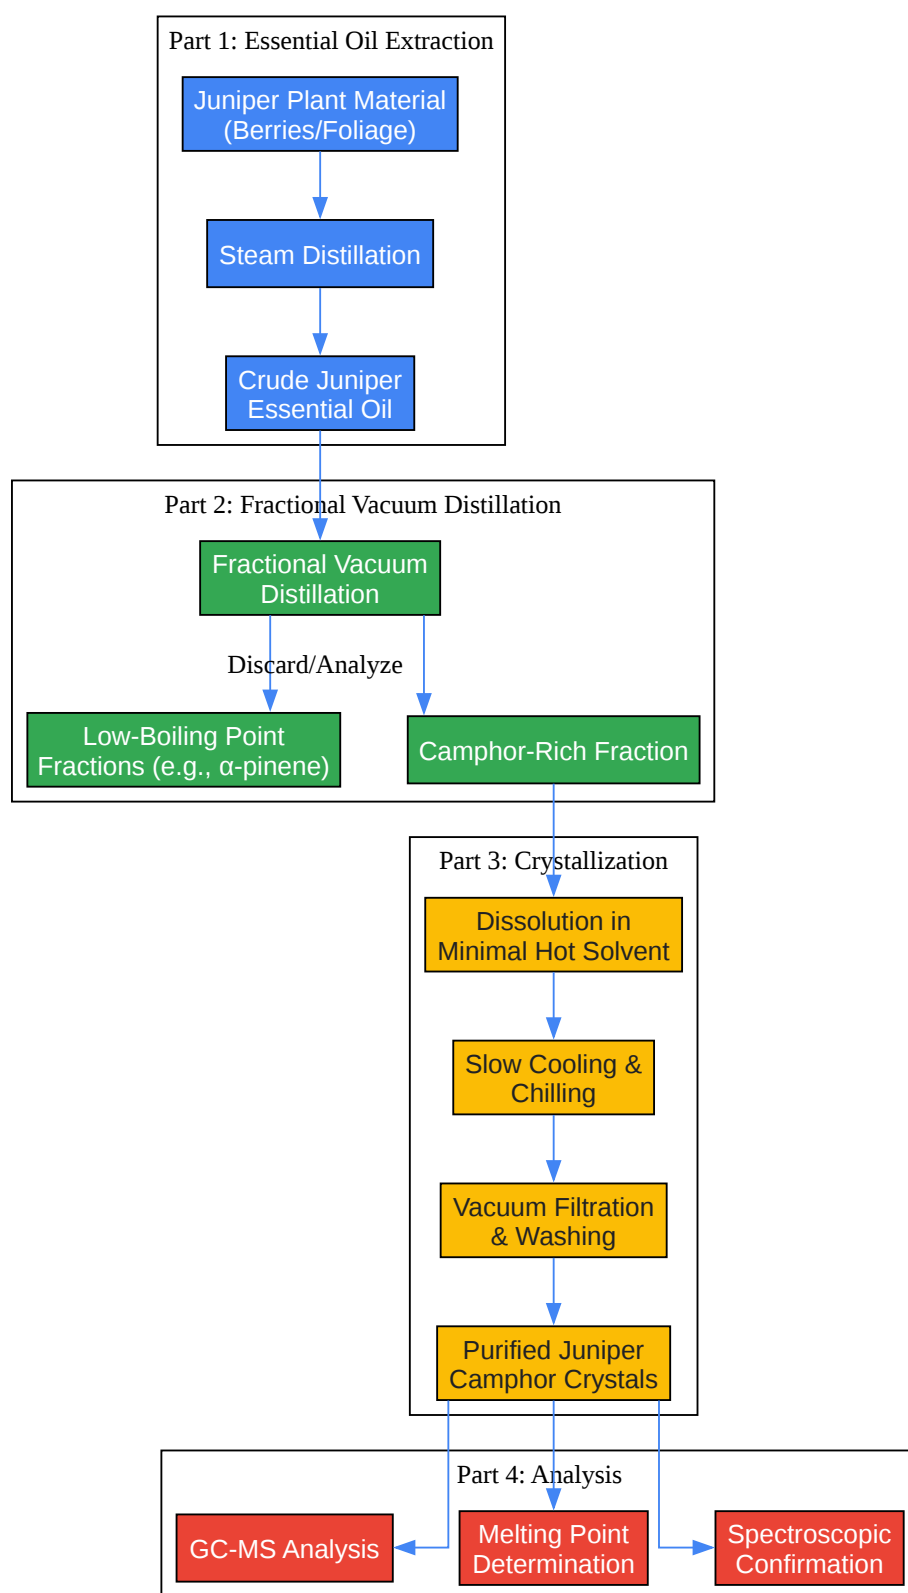 Part 1: Essential Oil Extraction
Juniper Plant Material
(Berries/Foliage)
Steam Distillation
Crude Juniper
Essential Oil
Part 2: Fractional Vacuum Distillation
Fractional Vacuum
Distillation
Discard/Analyze
Low-Boiling Point
Fractions (e.g., α-pinene)
Camphor-Rich Fraction
Part 3: Crystallization
Dissolution in
Minimal Hot Solvent
Slow Cooling &
Chilling
Vacuum Filtration
& Washing
Purified Juniper
Camphor Crystals
Part 4: Analysis
GC-MS Analysis
Melting Point
Determination
Spectroscopic
Confirmation